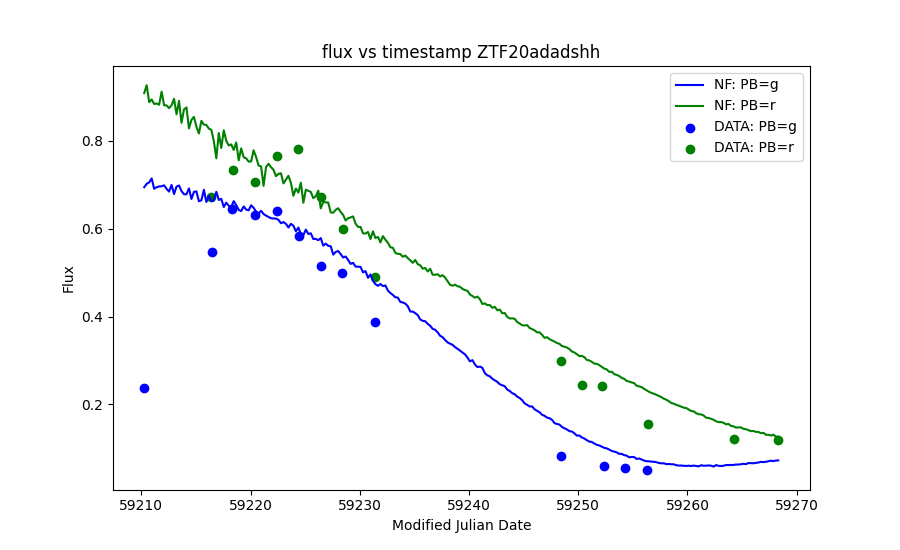 flux vs timestamp ZTF20adadshh
NF: PB=g
NF: PB=r
DATA: PB=g
DATA: PB=r
0.8
0.6
0.4
0.2
Flux
59210 59220 59230 59240 59250 59260 59270
Modified Julian Date